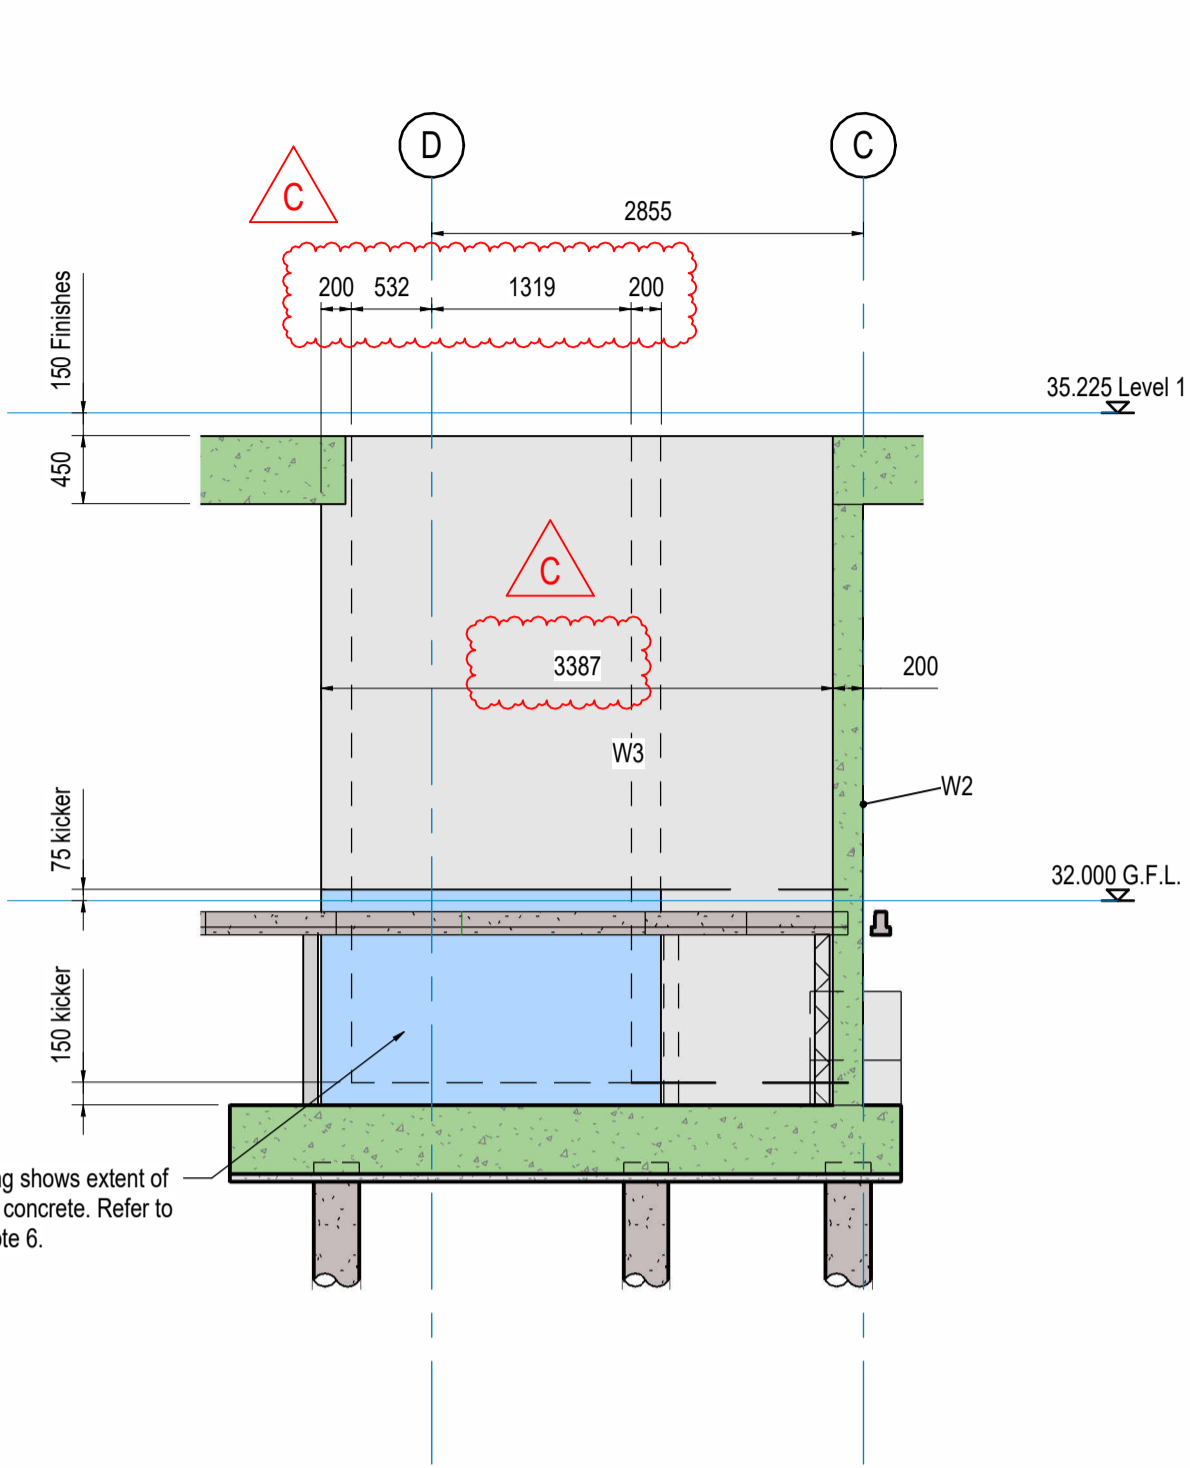 D
C
C
2855
200
532
1319
200
150 Finishes
35.225 Level 1
450
C
3387
200
W3
W2
75 kicker
32.000 G.F.L.
150 kicker
shows extent of
concrete. Refer to
6.